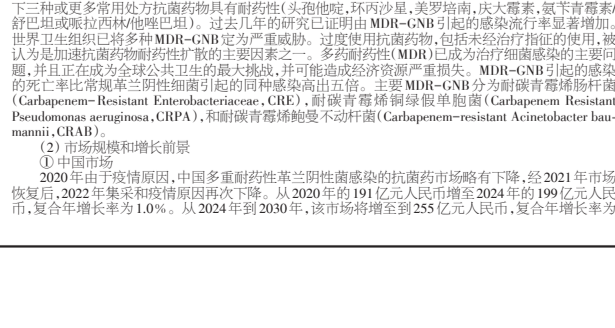 下三种或更多常用处方抗菌药物具有耐药性(头孢他啶,环丙沙星,美罗培南,庆大霉素,氨苄青霉素/
舒巴坦或哌拉西林/他唑巴坦)。过去几年的研究已证明由MDR-GNB引起的感染流行率显著增加。
世界卫生组织已将多种MDR-GNB定为严重威胁。过度使用抗菌药物,包括未经治疗指征的使用,被
认为是加速抗菌药物耐药性扩散的主要因素之一。多药耐药性(MDR)已成为治疗细菌感染的主要问
题,并且正在成为全球公共卫生的最大挑战,并可能造成经济资源严重损失。MDR-GNB引起的感染
的死亡率比常规革兰阴性细菌引起的同种感染高出五倍。主要MDR-GNB分为耐碳青霉烯肠杆菌
(Carbapenem-Resistant Enterobacteriaceae,CRE),耐碳青霉烯铜绿假单胞菌(Carbapenem Resistant
Pseudomonas aeruginosa,CRPA),和耐碳青霉烯鲍曼不动杆菌(Carbapenem-resistant Acinetobacter bau-
mannii,CRAB)。
(2)市场规模和增长前景
①中国市场
2020年由于疫情原因,中国多重耐药性革兰阴性菌感染的抗菌药市场略有下降,经2021年市场
恢复后,2022年集采和疫情原因再次下降。从2020年的191亿元人民币增至2024年的199亿元人民
币,复合年增长率为1.0%。从2024年到2030年,该市场将增至到255亿元人民币,复合年增长率为